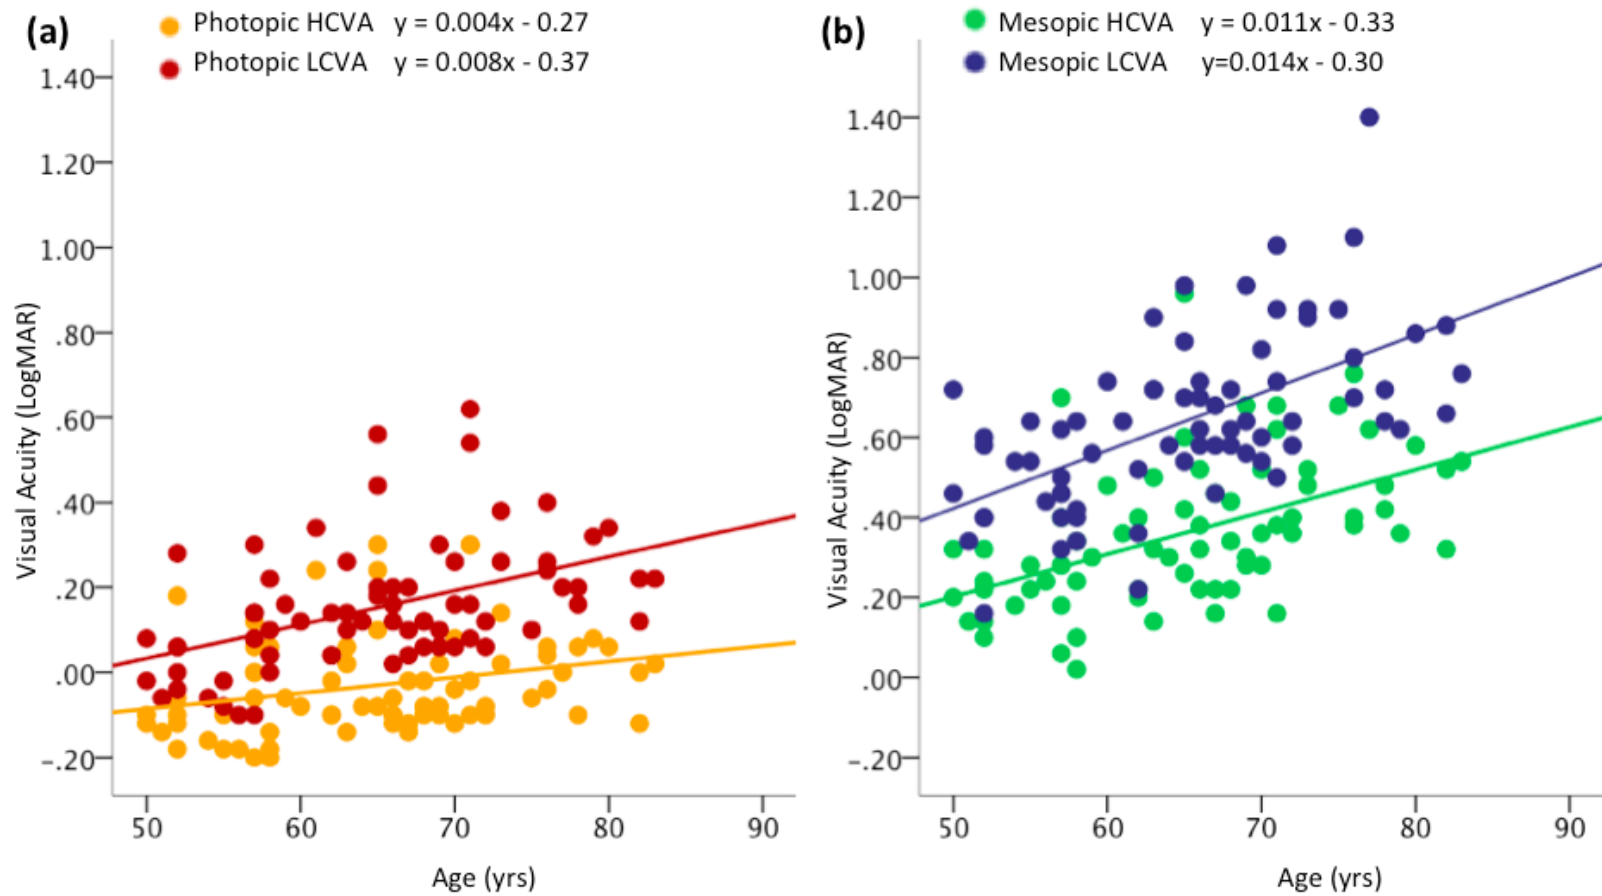 (a)
Photopic HCVA y = 0.004x - 0.27
Photopic LCVA y = 0.008x - 0.37
1.40
1.20
1.00
.80
.60
.40
.20
.00
-.20
Visual Acuity (LogMAR)
50 60 70 80 90
Age (yrs)
(b)
Mesopic HCVA y = 0.011x - 0.33
Mesopic LCVA y=0.014x - 0.30
1.40
1.20
1.00
.80
.60
.40
.20
.00
-.20
Visual Acuity (LogMAR)
50 60 70 80 90
Age (yrs)